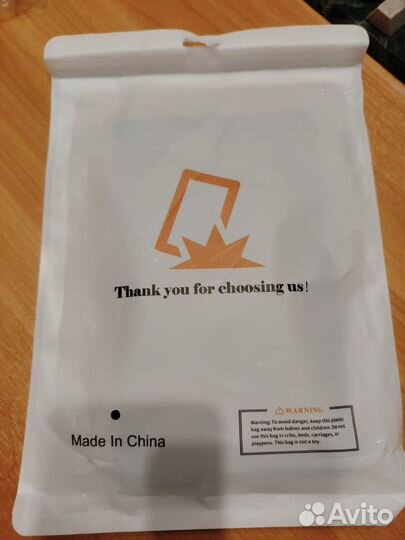 Thank you for choosing us!
Made In China
⚠ WARNING
Warning: To avoid danger, keep this plastic
bag away from babies and children. Do not
use this bag in cribs, beds, carriages, or
playpens. This bag is not a toy.
Avito